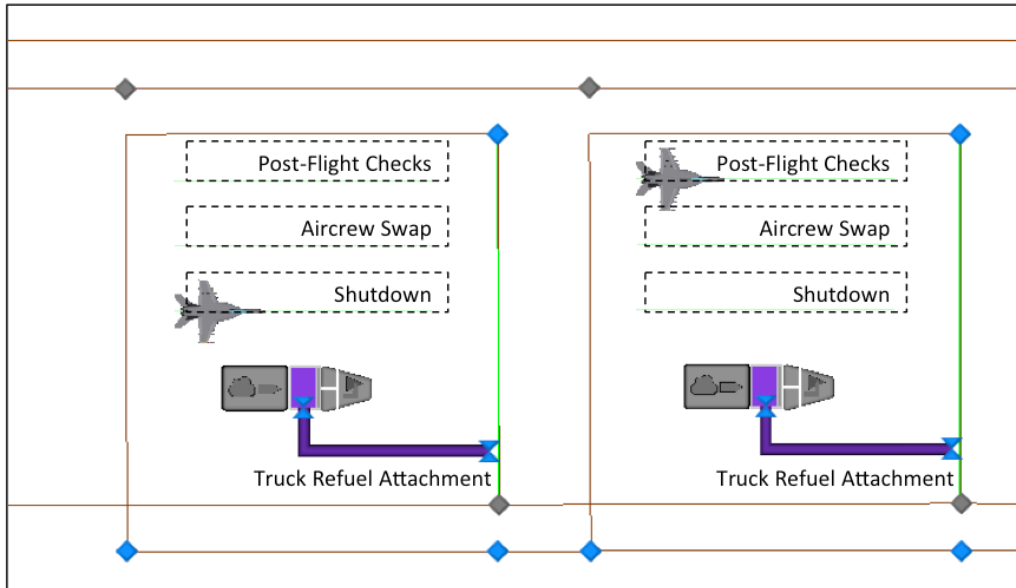 Post-Flight Checks
Aircrew Swap
Shutdown
Truck Refuel Attachment
Post-Flight Checks
Aircrew Swap
Shutdown
Truck Refuel Attachment